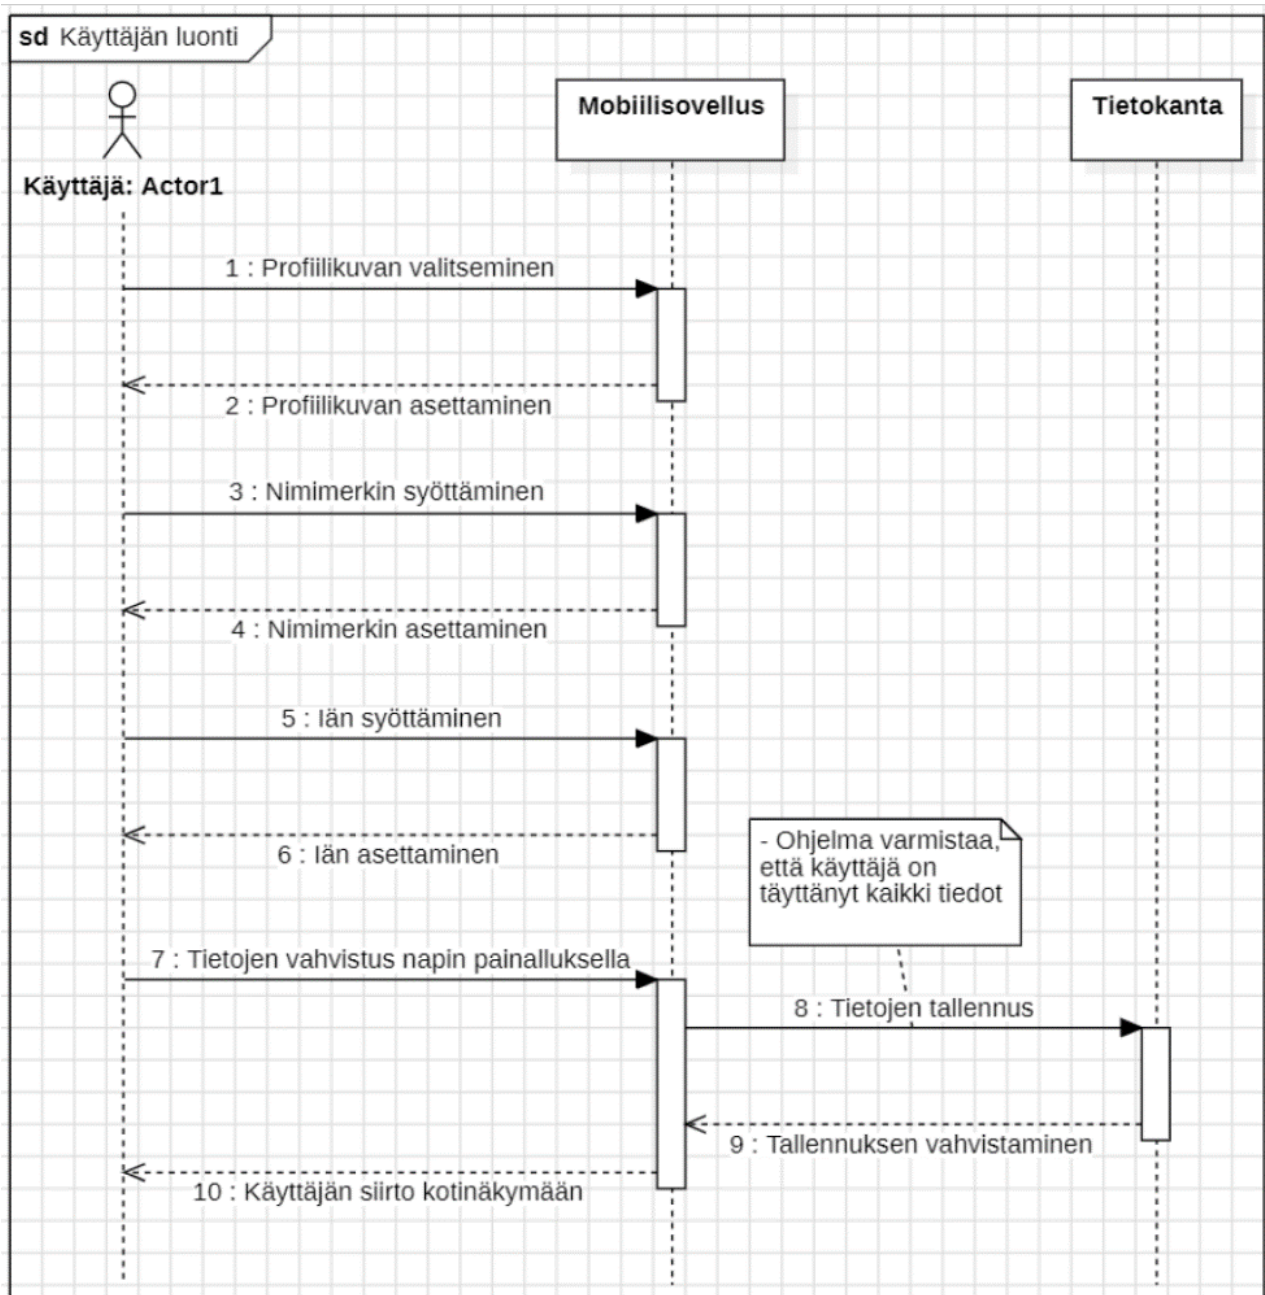 sd Käyttäjän luonti
Mobiilisovellus
Tietokanta
Käyttäjä: Actor1
1 : Profiilikuvan valitseminen
2 : Profiilikuvan asettaminen
3 : Nimimerkin syöttäminen
4 : Nimimerkin asettaminen
5 : Iän syöttäminen
6 : Iän asettaminen
- Ohjelma varmistaa,
että käyttäjä on
täyttänyt kaikki tiedot
7 : Tietojen vahvistus napin painalluksella
8 : Tietojen tallennus
9 : Tallennuksen vahvistaminen
10 : Käyttäjän siirto kotinäkymään